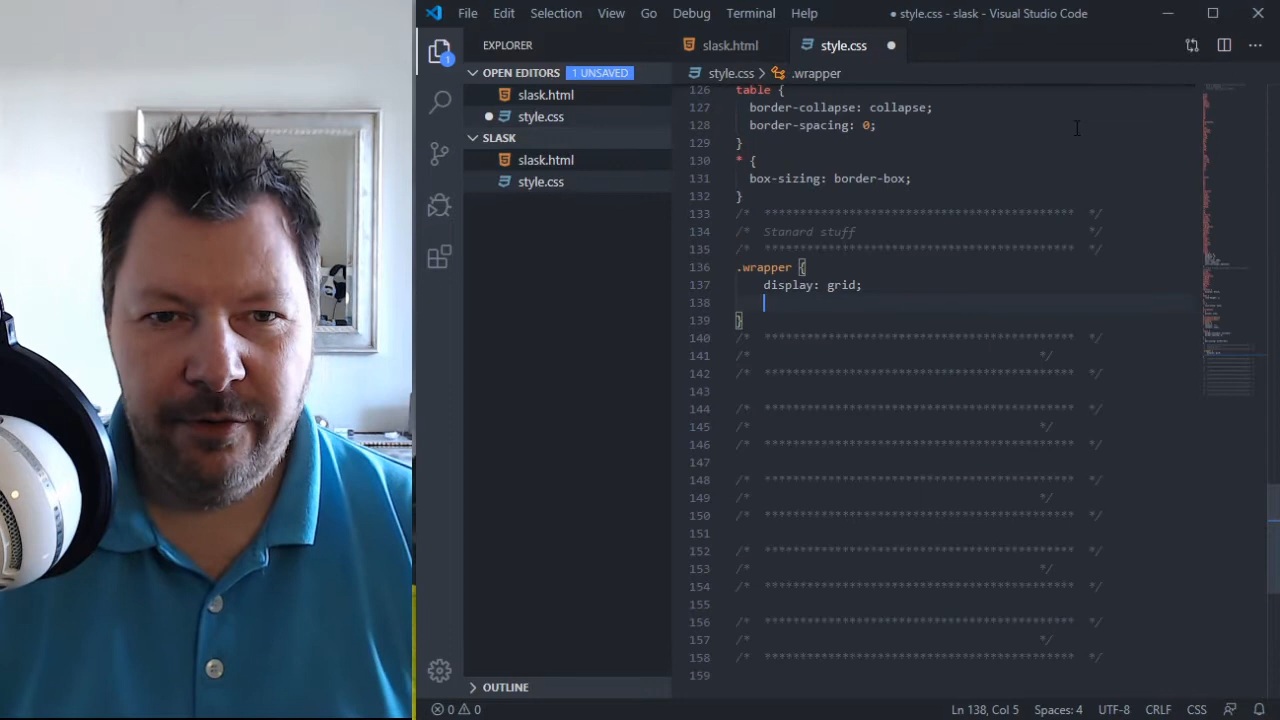 File Edit Selection View Go Debug Terminal Help
● style.css - slask - Visual Studio Code
EXPLORER
slask.html
style.css
OPEN EDITORS 1 UNSAVED
slask.html
style.css
SLASK
slask.html
style.css
OUTLINE
style.css > .wrapper
126 table {
127 border-collapse: collapse;
128 border-spacing: 0;
129 }
130 * {
131 box-sizing: border-box;
132 }
133 /* ******************************************** */
134 /* Stanard stuff */
135 /* ******************************************** */
136 .wrapper {
137 display: grid;
138
139 }
140 /* ******************************************** */
141 /* */
142 /* ******************************************** */
143
144 /* ******************************************** */
145 /* */
146 /* ******************************************** */
147
148 /* ******************************************** */
149 /* */
150 /* ******************************************** */
151
152 /* ******************************************** */
153 /* */
154 /* ******************************************** */
155
156 /* ******************************************** */
157 /* */
158 /* ******************************************** */
159
1
0 0
Ln 138, Col 5 Spaces: 4 UTF-8 CRLF CSS